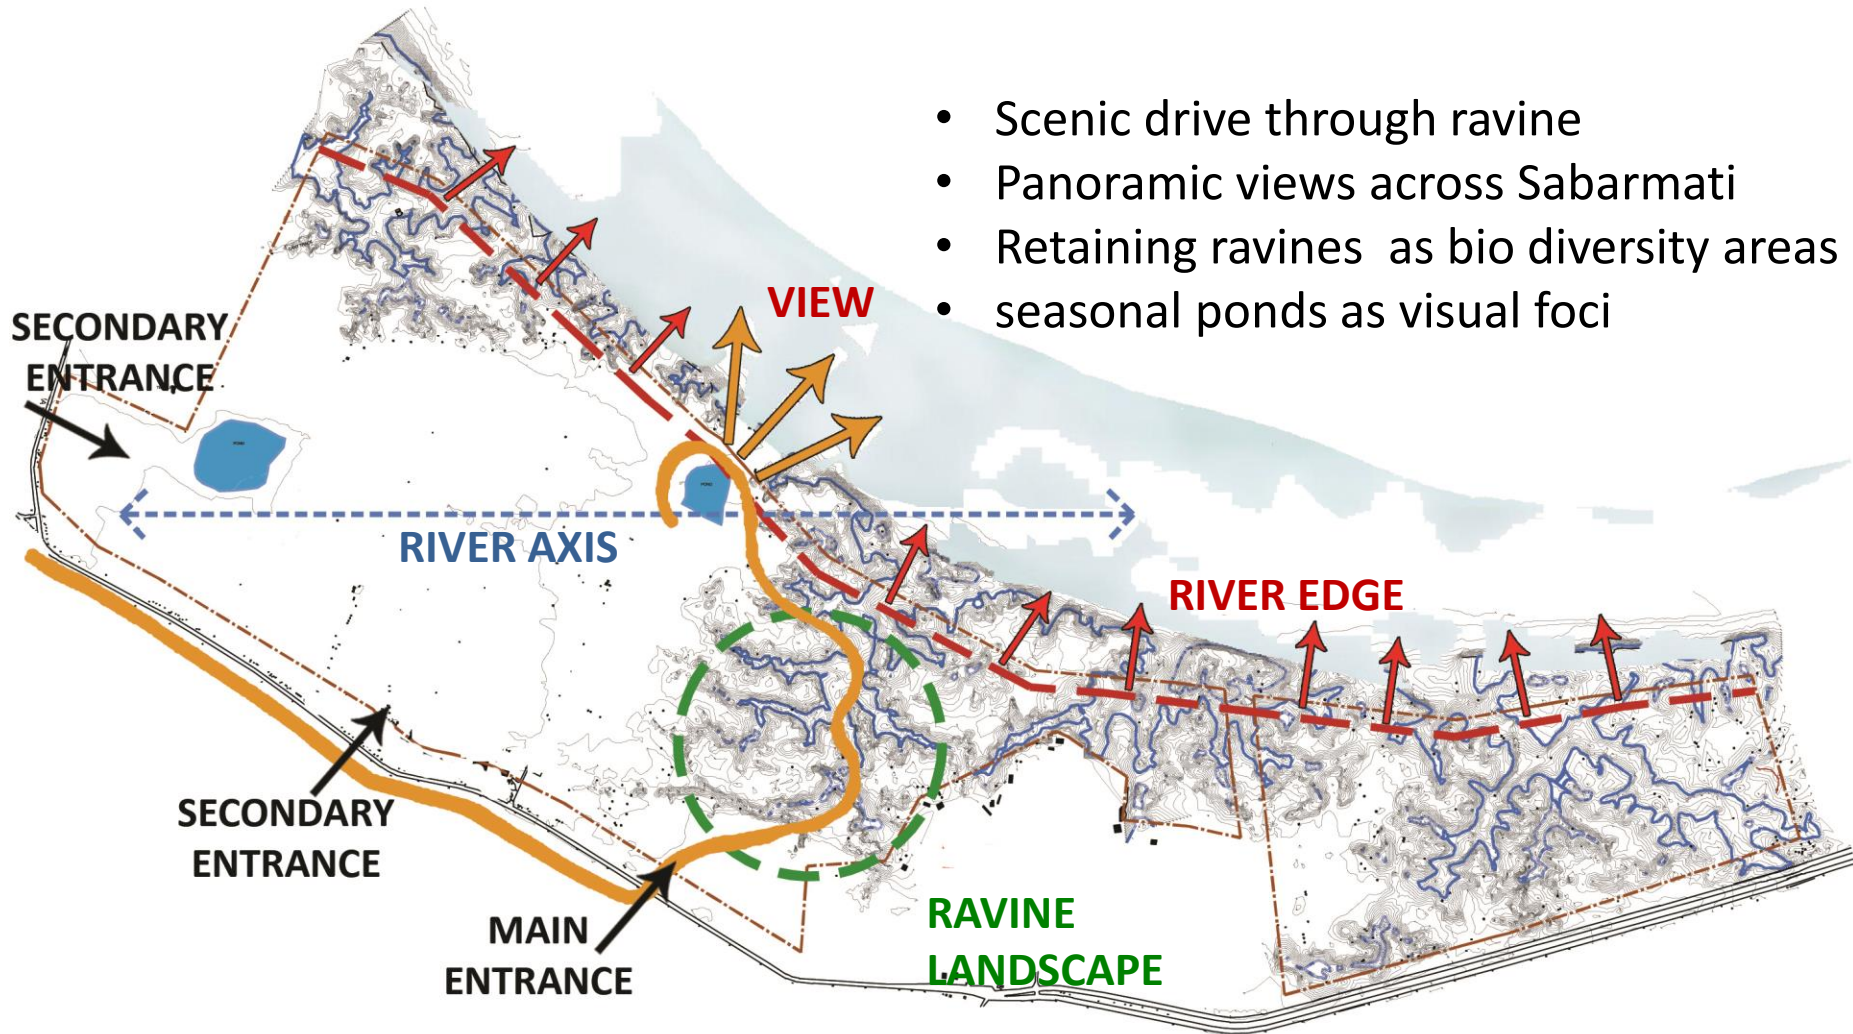 • Scenic drive through ravine
• Panoramic views across Sabarmati
• Retaining ravines as bio diversity areas
• seasonal ponds as visual foci
VIEW
SECONDARY
ENTRANCE
RIVER AXIS
RIVER EDGE
SECONDARY
ENTRANCE
MAIN
ENTRANCE
RAVINE
LANDSCAPE